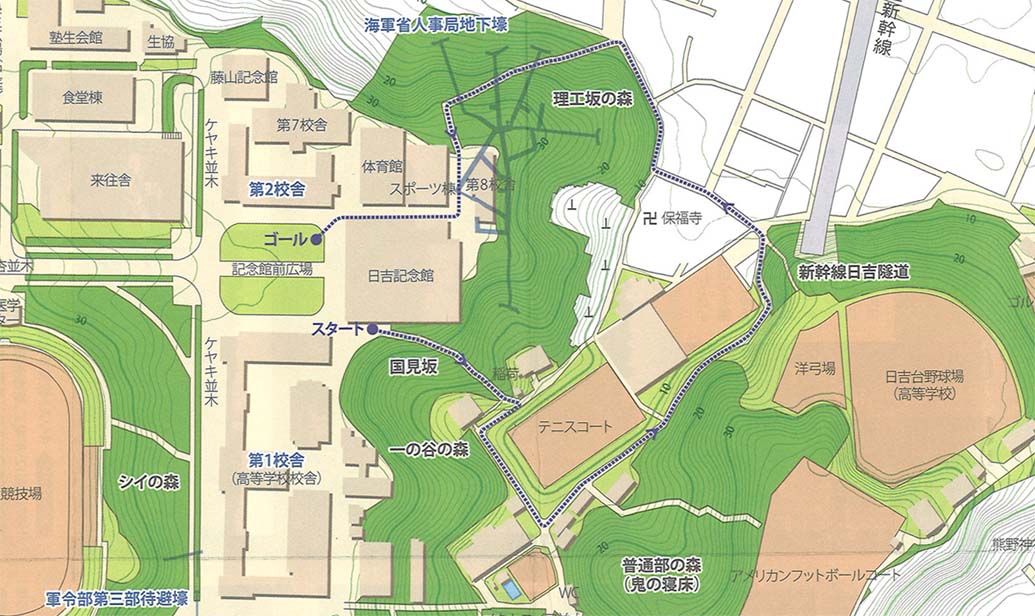 海軍省人事局地下壕
新幹線
塾生会館
生協
藤山記念館
食堂棟
理工坂の森
第7校舎
ケヤキ並木
体育館
来往舎
第2校舎
スポーツ棟
第8校舎
卍 保福寺
ゴール
記念館前広場
日吉記念館
新幹線日吉隧道
杏並木
10
20
30
スタート
国見坂
稲荷
ケヤキ並木
洋弓場
日吉台野球場
(高等学校)
テニスコート
一の谷の森
第1校舎
(高等学校校舎)
シイの森
競技場
普通部の森
(鬼の寝床)
アメリカンフットボールコート
熊野神
WC
軍令部第三部待避壕